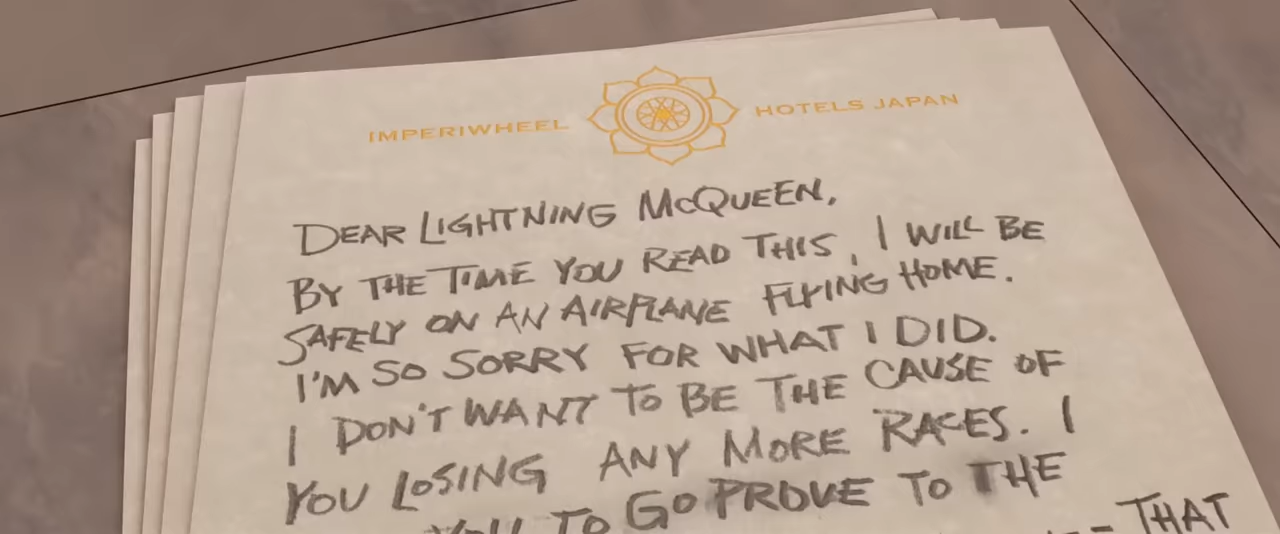 IMPERIWHEEL HOTELS JAPAN
DEAR LIGHTNING McQUEEN,
BY THE TIME YOU READ THIS, I WILL BE
SAFELY ON AN AIRPLANE FLYING HOME.
I'M SO SORRY FOR WHAT I DID.
I DON'T WANT TO BE THE CAUSE OF
YOU LOSING ANY MORE RACES. I
YOU TO GO PROVE TO THE
-- THAT